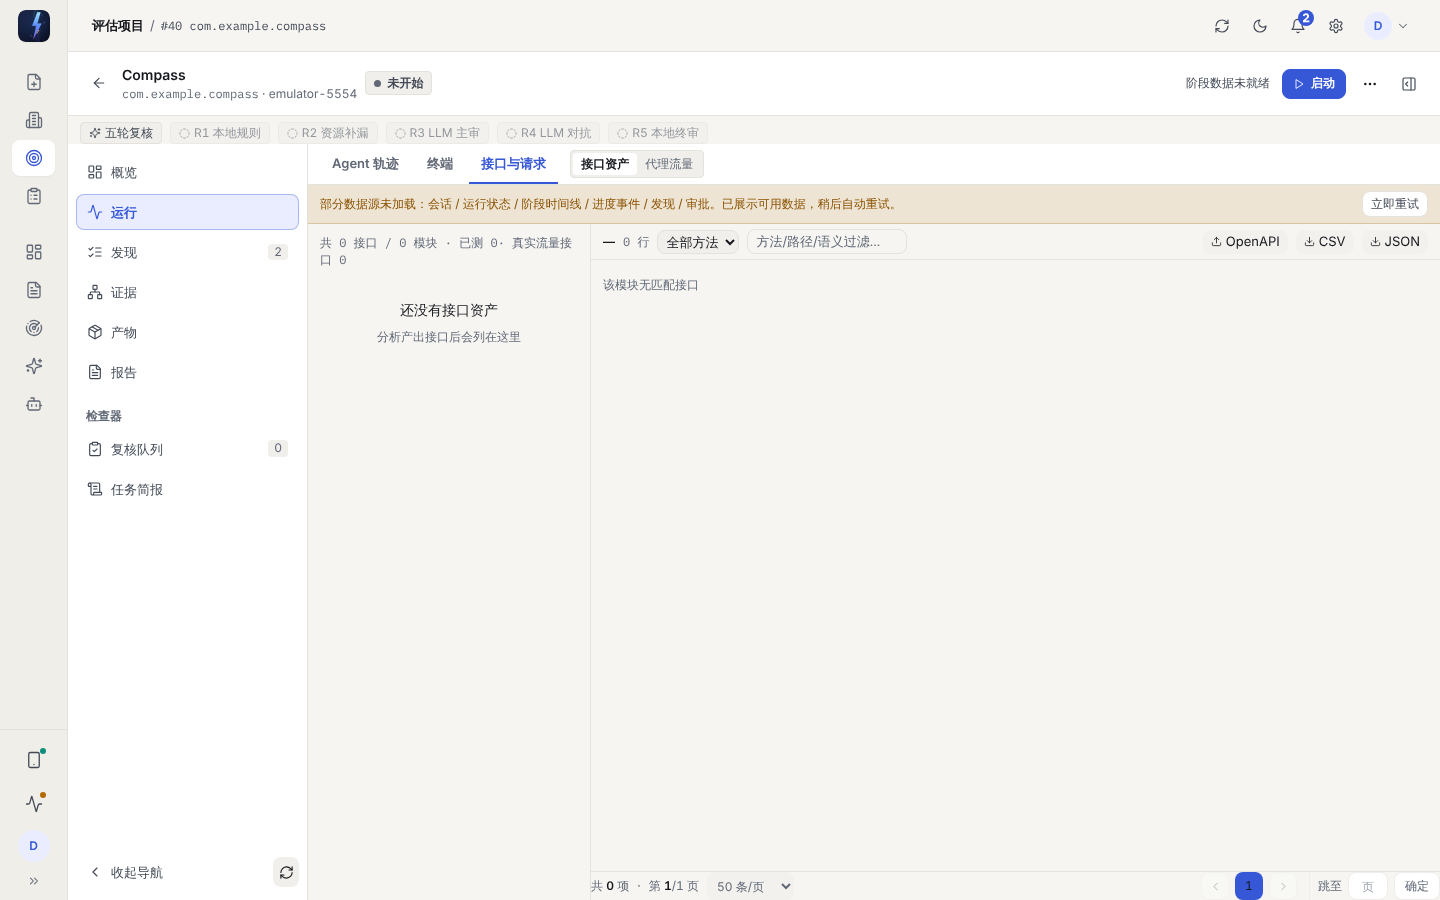 评估项目 / #40 com.example.compass
2
D
Compass
com.example.compass · emulator-5554
未开始
阶段数据未就绪
启动
五轮复核
R1 本地规则
R2 资源补漏
R3 LLM 主审
R4 LLM 对抗
R5 本地终审
概览
运行
发现
2
证据
产物
报告
检查器
复核队列
0
任务简报
收起导航
D
Agent 轨迹
终端
接口与请求
接口资产
代理流量
部分数据源未加载：会话 / 运行状态 / 阶段时间线 / 进度事件 / 发现 / 审批。已展示可用数据，稍后自动重试。
立即重试
共 0 接口 / 0 模块 · 已测 0· 真实流量接
口 0
还没有接口资产
分析产出接口后会列在这里
— 0 行
全部方法
方法/路径/语义过滤...
OpenAPI
CSV
JSON
该模块无匹配接口
共 0 项 · 第 1/1 页
50 条/页
1
跳至
页
确定